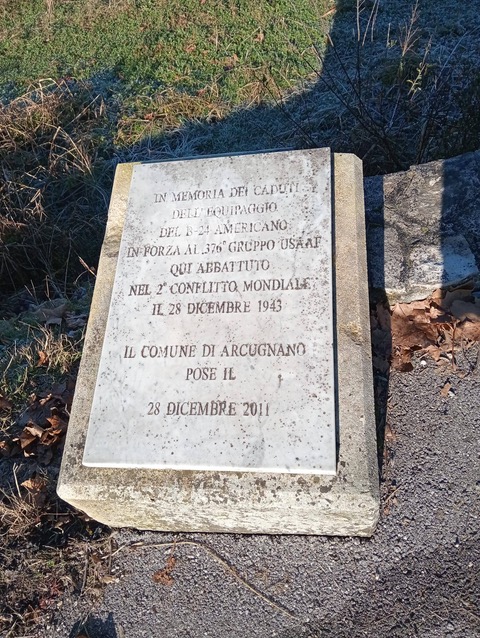 IN MEMORIA DEI CADUTI
DELL'EQUIPAGGIO
DEL B-24 AMERICANO
IN FORZA AL 376° GRUPPO USAAF
QUI ABBATTUTO
NEL 2° CONFLITTO MONDIALE
IL 28 DICEMBRE 1943
IL COMUNE DI ARCUGNANO
POSE IL
28 DICEMBRE 2011